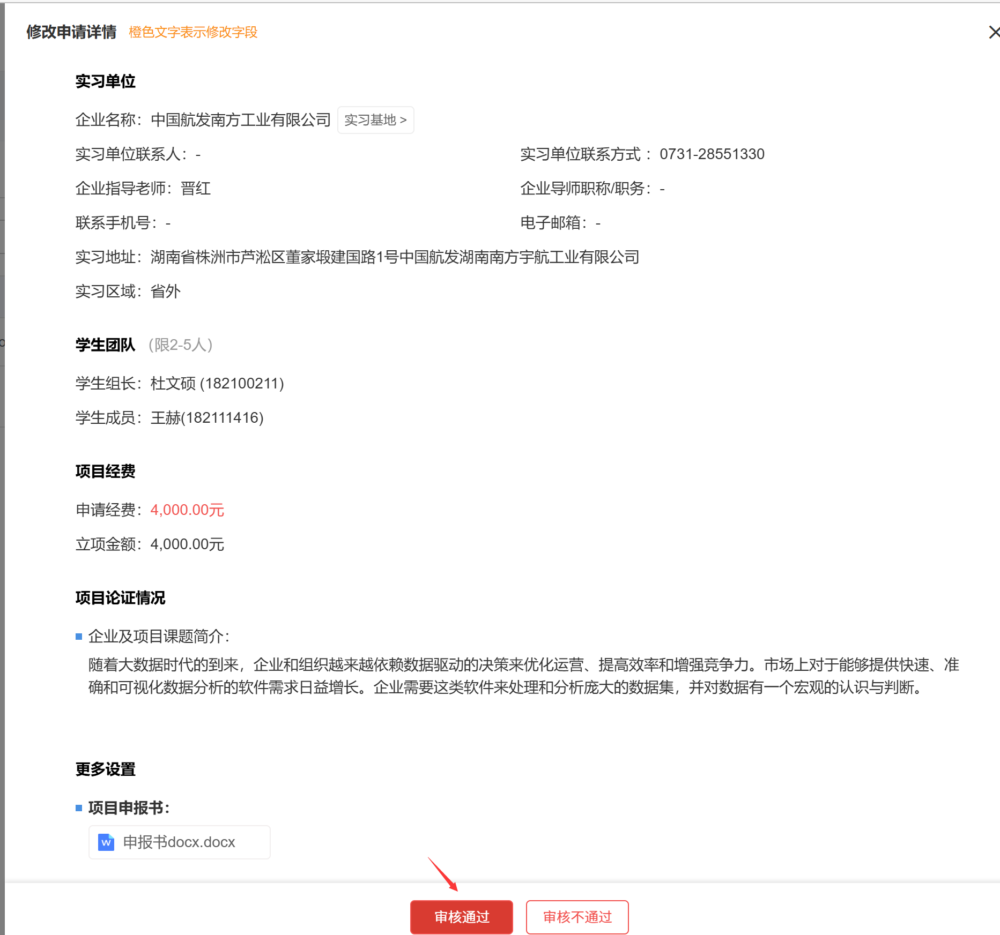 修改申请详情 橙色文字表示修改字段
实习单位
企业名称：中国航发南方工业有限公司 实习基地 >
实习单位联系人：- 实习单位联系方式 ：0731-28551330
企业指导老师：晋红 企业导师职称/职务：-
联系手机号：- 电子邮箱：-
实习地址：湖南省株洲市芦淞区董家塅建国路1号中国航发湖南南方宇航工业有限公司
实习区域：省外
学生团队 （限2-5人）
学生组长：杜文硕 (182100211)
学生成员：王赫(182111416)
项目经费
申请经费：4,000.00元
立项金额：4,000.00元
项目论证情况
企业及项目课题简介：
随着大数据时代的到来，企业和组织越来越依赖数据驱动的决策来优化运营、提高效率和增强竞争力。市场上对于能够提供快速、准
确和可视化数据分析的软件需求日益增长。企业需要这类软件来处理和分析庞大的数据集，并对数据有一个宏观的认识与判断。
更多设置
项目申报书：
W 申报书docx.docx
审核通过 审核不通过